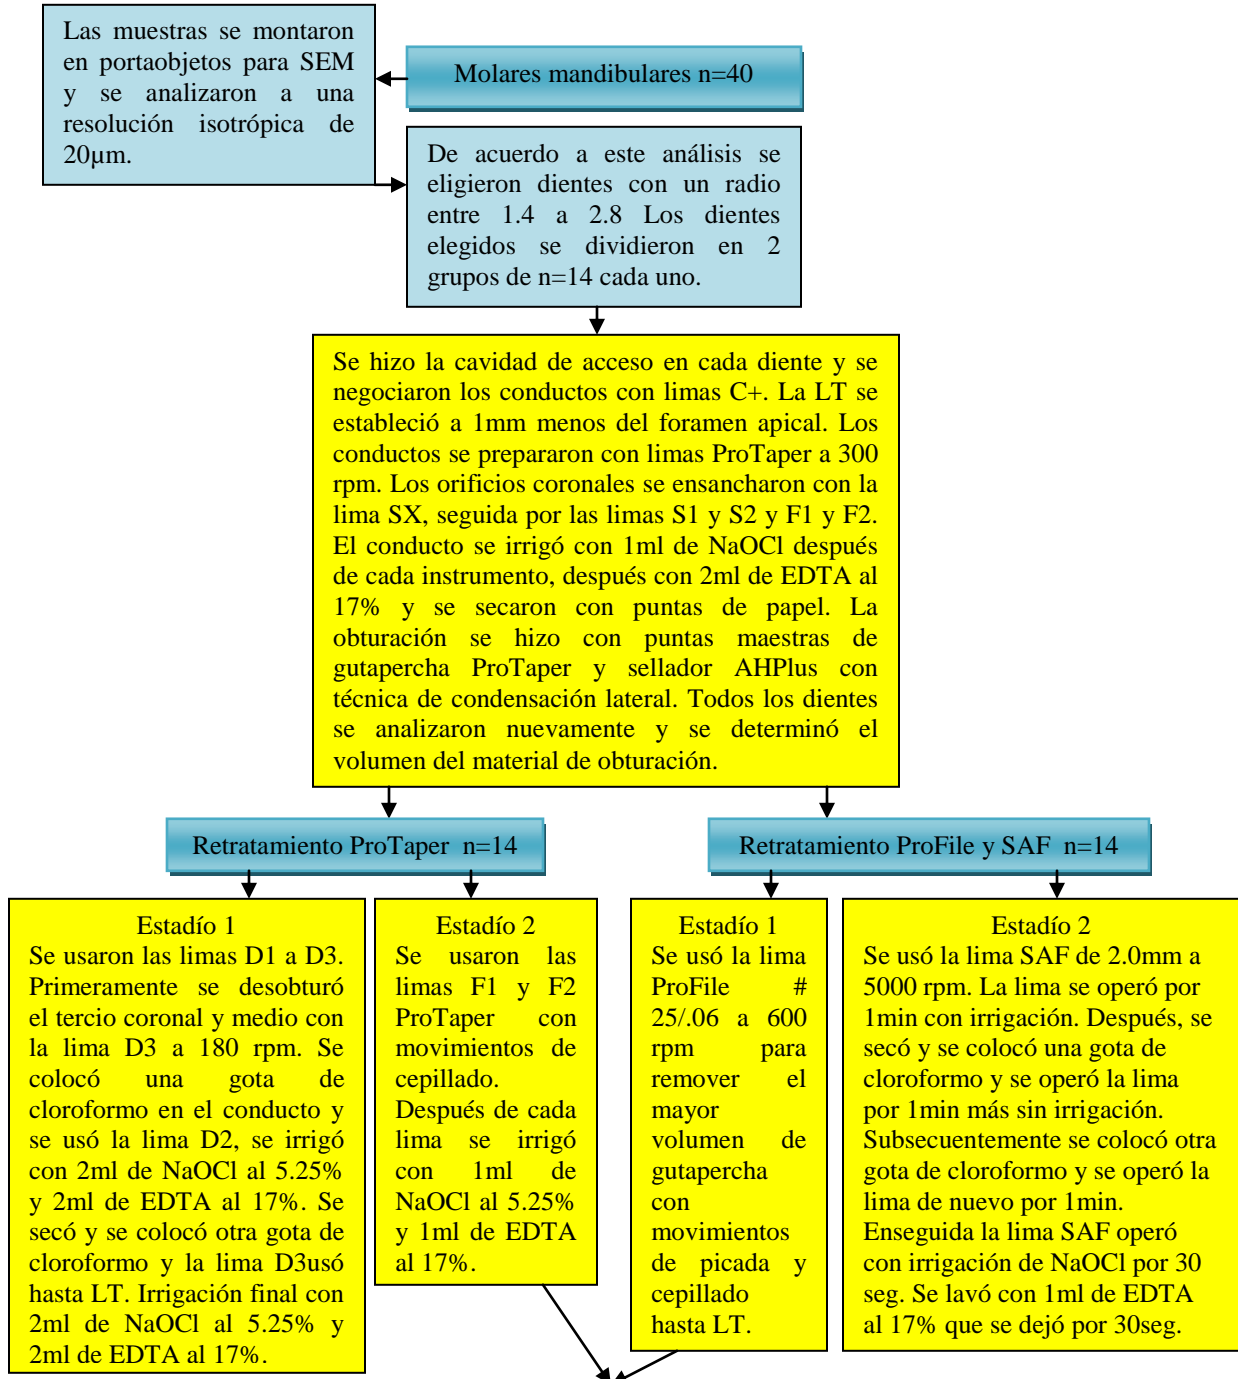 Las muestras se montaron
en portaobjetos para SEM
y se analizaron a una
resolución isotrópica de
20µm.
Molares mandibulares n=40
De acuerdo a este análisis se
eligieron dientes con un radio
entre 1.4 a 2.8 Los dientes
elegidos se dividieron en 2
grupos de n=14 cada uno.
Se hizo la cavidad de acceso en cada diente y se
negociaron los conductos con limas C+. La LT se
estableció a 1mm menos del foramen apical. Los
conductos se prepararon con limas ProTaper a 300
rpm. Los orificios coronales se ensancharon con la
lima SX, seguida por las limas S1 y S2 y F1 y F2.
El conducto se irrigó con 1ml de NaOCl después
de cada instrumento, después con 2ml de EDTA al
17% y se secaron con puntas de papel. La
obturación se hizo con puntas maestras de
gutapercha ProTaper y sellador AHPlus con
técnica de condensación lateral. Todos los dientes
se analizaron nuevamente y se determinó el
volumen del material de obturación.
Retratamiento ProTaper n=14
Retratamiento ProFile y SAF n=14
Estadío 1
Se usaron las limas D1 a D3.
Primeramente se desobturó
el tercio coronal y medio con
la lima D3 a 180 rpm. Se
colocó una gota de
cloroformo en el conducto y
se usó la lima D2, se irrigó
con 2ml de NaOCl al 5.25%
y 2ml de EDTA al 17%. Se
secó y se colocó otra gota de
cloroformo y la lima D3usó
hasta LT. Irrigación final con
2ml de NaOCl al 5.25% y
2ml de EDTA al 17%.
Estadío 2
Se usaron las
limas F1 y F2
ProTaper con
movimientos de
cepillado.
Después de cada
lima se irrigó
con 1ml de
NaOCl al 5.25%
y 1ml de EDTA
al 17%.
Estadío 1
Se usó la lima
ProFile #
25/.06 a 600
rpm para
remover el
mayor
volumen de
gutapercha
con
movimientos
de picada y
cepillado
hasta LT.
Estadío 2
Se usó la lima SAF de 2.0mm a
5000 rpm. La lima se operó por
1min con irrigación. Después, se
secó y se colocó una gota de
cloroformo y se operó la lima
por 1min más sin irrigación.
Subsecuentemente se colocó otra
gota de cloroformo y se operó la
lima de nuevo por 1min.
Enseguida la lima SAF operó
con irrigación de NaOCl por 30
seg. Se lavó con 1ml de EDTA
al 17% que se dejó por 30seg.